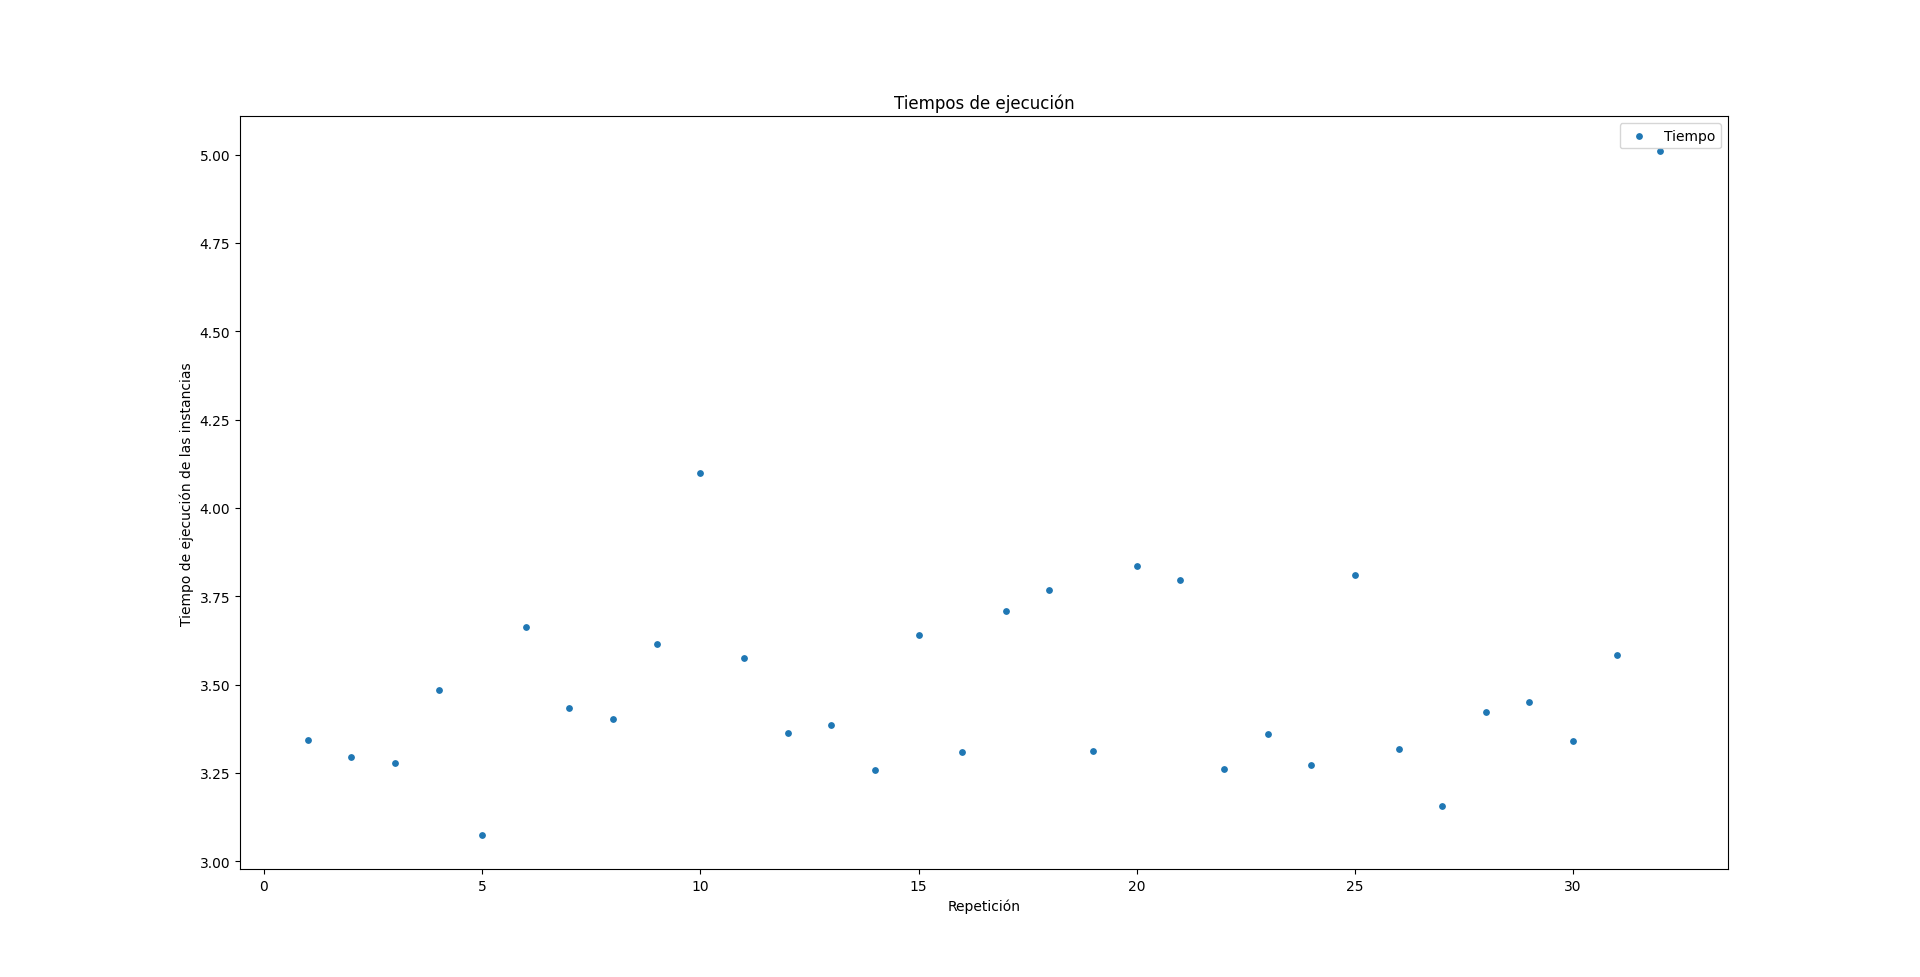 Tiempos de ejecución
Tiempo
5.00
4.75
4.50
4.25
4.00
3.75
3.50
3.25
3.00
Tiempo de ejecución de las instancias
0 5 10 15 20 25 30
Repetición